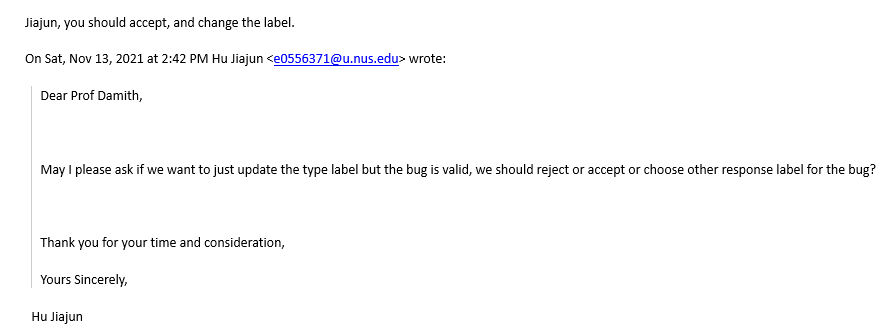 Jiajun, you should accept, and change the label.
On Sat, Nov 13, 2021 at 2:42 PM Hu Jiajun <e0556371@u.nus.edu> wrote:
Dear Prof Damith,
May I please ask if we want to just update the type label but the bug is valid, we should reject or accept or choose other response label for the bug?
Thank you for your time and consideration,
Yours Sincerely,
Hu Jiajun